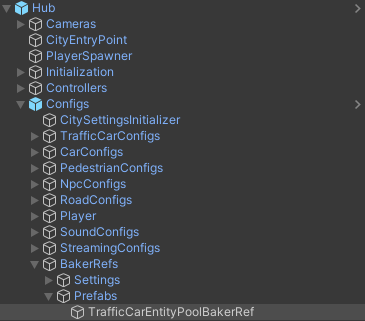 Hub
Cameras
CityEntryPoint
PlayerSpawner
Initialization
Controllers
Configs
CitySettingsInitializer
TrafficCarConfigs
CarConfigs
PedestrianConfigs
NpcConfigs
RoadConfigs
Player
SoundConfigs
StreamingConfigs
BakerRefs
Settings
Prefabs
TrafficCarEntityPoolBakerRef